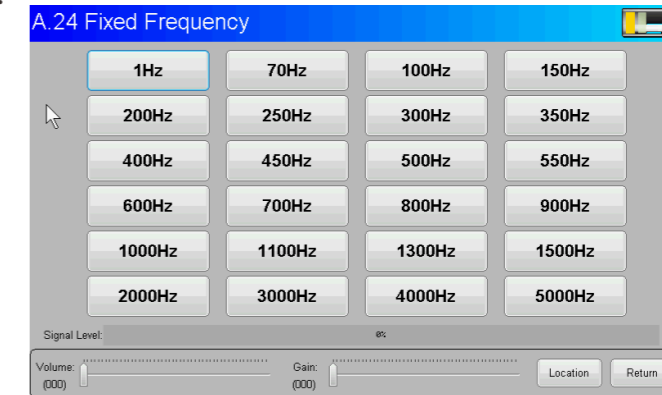 A.24 Fixed Frequency
1Hz 70Hz 100Hz 150Hz
200Hz 250Hz 300Hz 350Hz
400Hz 450Hz 500Hz 550Hz
600Hz 700Hz 800Hz 900Hz
1000Hz 1100Hz 1300Hz 1500Hz
2000Hz 3000Hz 4000Hz 5000Hz
Signal Level: 0%
Volume: Gain: Location Return
(000) (000)